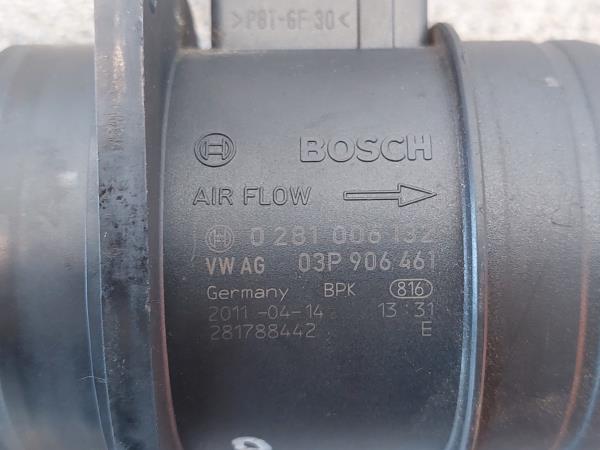 >PBT-GF30<
BOSCH
AIR FLOW
0 281 006 132
VW AG 03P 906 461
Germany BPK 816
2011-04-14 13:31
281788442 E